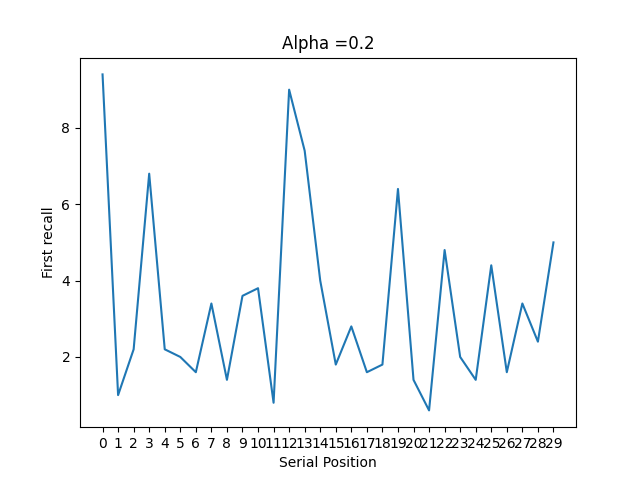 Alpha =0.2
8
6
4
2
First recall
0 1 2 3 4 5 6 7 8 9 10 11 12 13 14 15 16 17 18 19 20 21 22 23 24 25 26 27 28 29
Serial Position